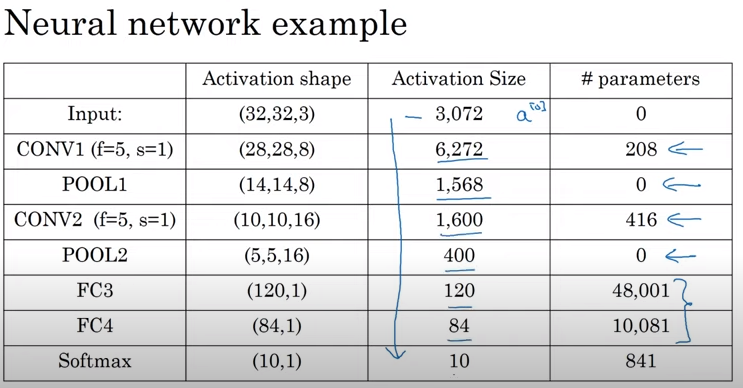 Neural network example
Activation shape Activation Size # parameters
Input: (32,32,3) – 3,072 a^[0] 0
CONV1 (f=5, s=1) (28,28,8) 6,272 208 ←
POOL1 (14,14,8) 1,568 0 ←
CONV2 (f=5, s=1) (10,10,16) 1,600 416 ←
POOL2 (5,5,16) 400 0 ←
FC3 (120,1) 120 48,001 }
FC4 (84,1) 84 10,081
Softmax (10,1) 10 841